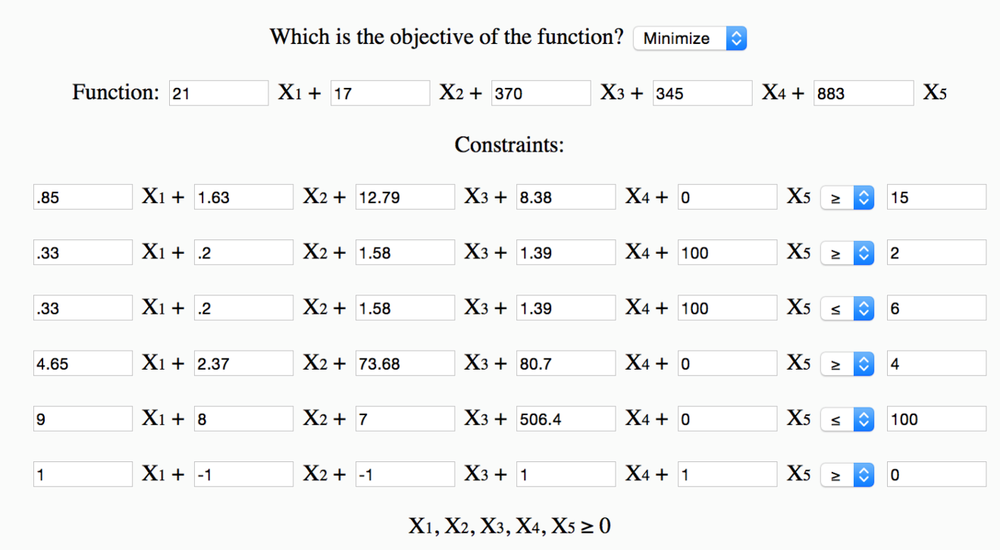 Which is the objective of the function? Minimize
Function: 21 X1 + 17 X2 + 370 X3 + 345 X4 + 883 X5
Constraints:
.85 X1 + 1.63 X2 + 12.79 X3 + 8.38 X4 + 0 X5 ≥ 15
.33 X1 + .2 X2 + 1.58 X3 + 1.39 X4 + 100 X5 ≥ 2
.33 X1 + .2 X2 + 1.58 X3 + 1.39 X4 + 100 X5 ≤ 6
4.65 X1 + 2.37 X2 + 73.68 X3 + 80.7 X4 + 0 X5 ≥ 4
9 X1 + 8 X2 + 7 X3 + 506.4 X4 + 0 X5 ≤ 100
1 X1 + -1 X2 + -1 X3 + 1 X4 + 1 X5 ≥ 0
X1, X2, X3, X4, X5 ≥ 0